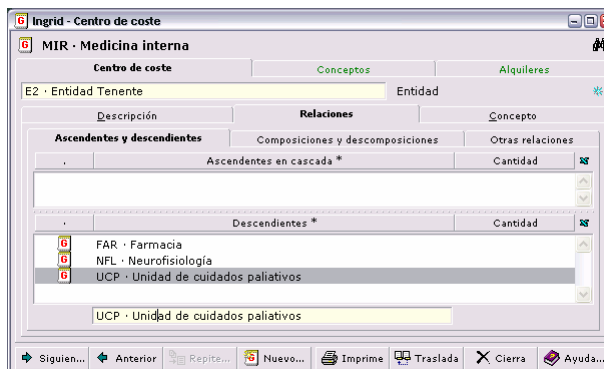 Ingrid - Centro de coste
MIR · Medicina interna
Centro de coste Conceptos Alquileres
E2 · Entidad Tenente Entidad
Descripción Relaciones Concepto
Ascendentes y descendientes Composiciones y descomposiciones Otras relaciones
. Ascendentes en cascada * Cantidad
. Descendientes * Cantidad
FAR · Farmacia
NFL · Neurofisiología
UCP · Unidad de cuidados paliativos
UCP · Unidad de cuidados paliativos
Siguien... Anterior Repite... Nuevo... Imprime Traslada Cierra Ayuda...